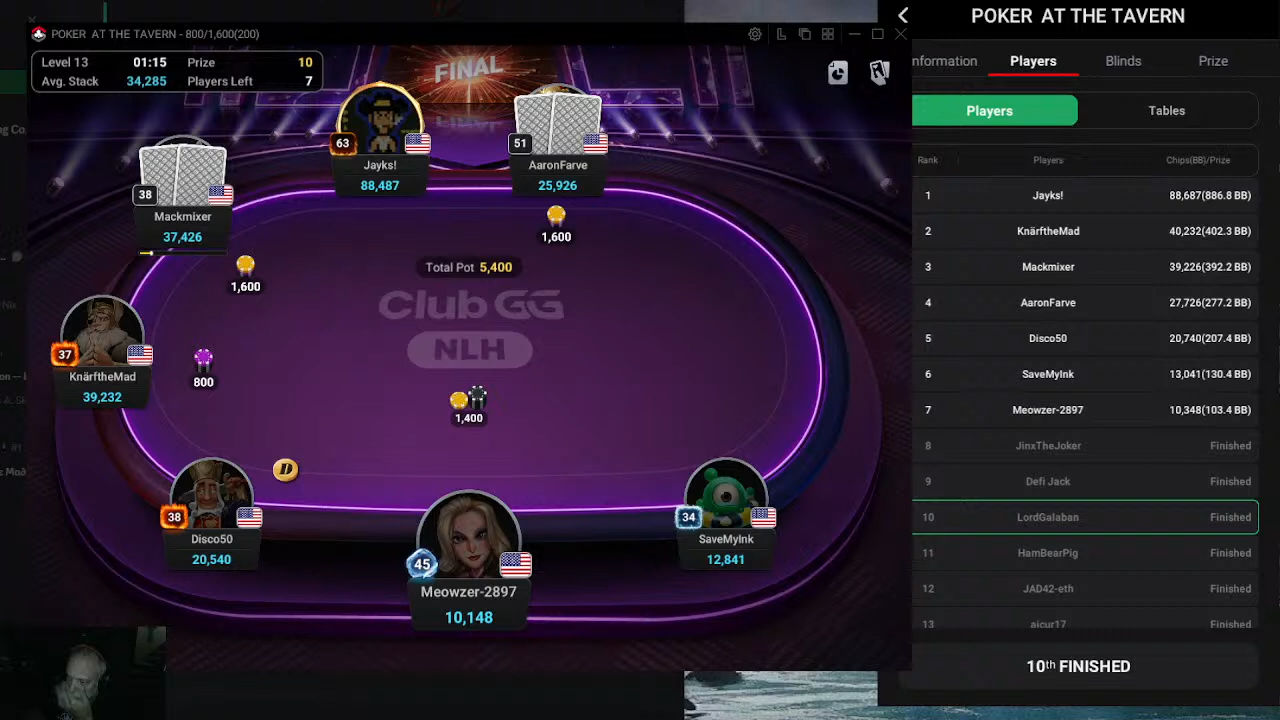 POKER AT THE TAVERN - 800/1,600(200)
Level 13 01:15 Prize 10
Avg. Stack 34,285 Players Left 7
FINAL
63
Jayks!
88,487
51
AaronFarve
25,926
38
Mackmixer
37,426
1,600
1,600
Total Pot 5,400
ClubGG
NLH
37
KnärftheMad
39,232
800
1,400
D
38
Disco50
20,540
45
Meowzer-2897
10,148
34
SaveMyInk
12,841
POKER AT THE TAVERN
nformation Players Blinds Prize
Players Tables
Rank Players Chips(BB)/Prize
1 Jayks! 88,687(886.8 BB)
2 KnärftheMad 40,232(402.3 BB)
3 Mackmixer 39,226(392.2 BB)
4 AaronFarve 27,726(277.2 BB)
5 Disco50 20,740(207.4 BB)
6 SaveMyInk 13,041(130.4 BB)
7 Meowzer-2897 10,348(103.4 BB)
8 JinxTheJoker Finished
9 Defi Jack Finished
10 LordGalaban Finished
11 HamBearPig Finished
12 JAD42-eth Finished
13 aicur17 Finished
10th FINISHED